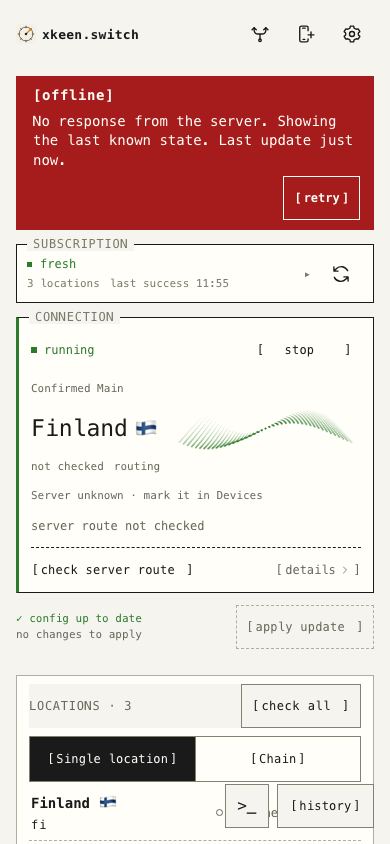 xkeen.switch
[offline]
No response from the server. Showing
the last known state. Last update just
now.
[retry]
SUBSCRIPTION
fresh
3 locations last success 11:55
CONNECTION
running
[ stop ]
Confirmed Main
Finland
not checked routing
Server unknown · mark it in Devices
server route not checked
[check server route ]
[details > ]
✓ config up to date
no changes to apply
[apply update ]
LOCATIONS · 3
[check all ]
[Single location]
[Chain]
Finland
fi
>_
[history]